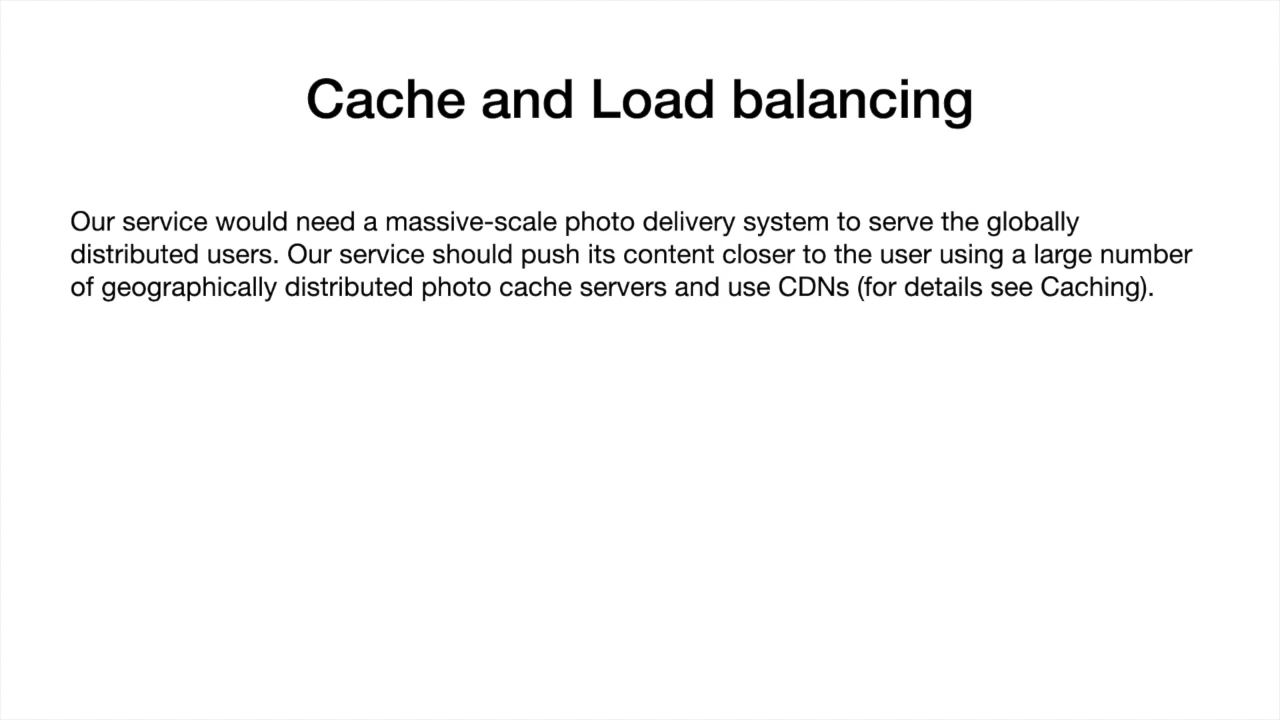 Cache and Load balancing
Our service would need a massive-scale photo delivery system to serve the globally
distributed users. Our service should push its content closer to the user using a large number
of geographically distributed photo cache servers and use CDNs (for details see Caching).